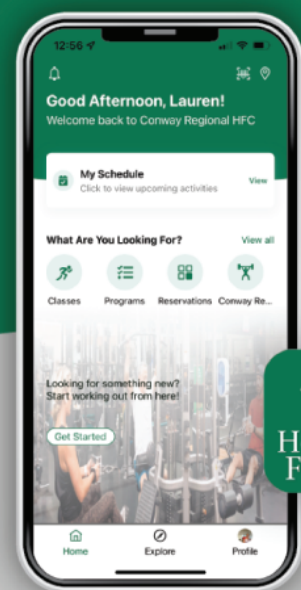 12:56
Good Afternoon, Lauren!
Welcome back to Conway Regional HFC
My Schedule
Click to view upcoming activities
View
What Are You Looking For?
View all
Classes
Programs
Reservations
Conway Re...
Looking for something new?
Start working out from here!
Get Started
H
F
Home
Explore
Profile